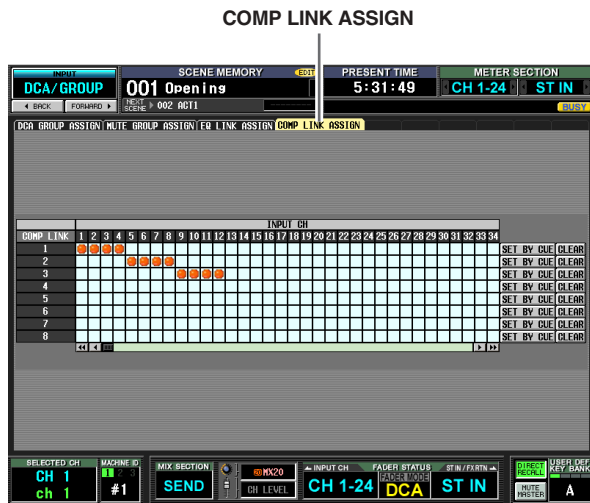 COMP LINK ASSIGN
INPUT SCENE MEMORY EDIT PRESENT TIME METER SECTION
DCA/GROUP 001 Opening 5:31:49 CH 1-24 ST IN
BACK FORWARD NEXT SCENE 002 ACT1 BUSY
DCA GROUP ASSIGN MUTE GROUP ASSIGN EQ LINK ASSIGN COMP LINK ASSIGN
INPUT CH
COMP LINK 1 2 3 4 5 6 7 8 9 10 11 12 13 14 15 16 17 18 19 20 21 22 23 24 25 26 27 28 29 30 31 32 33 34
1 SET BY CUE CLEAR
2 SET BY CUE CLEAR
3 SET BY CUE CLEAR
4 SET BY CUE CLEAR
5 SET BY CUE CLEAR
6 SET BY CUE CLEAR
7 SET BY CUE CLEAR
8 SET BY CUE CLEAR
SELECTED CH MACHINE ID MIX SECTION MX20 INPUT CH FADER STATUS ST IN/FXRTN DIRECT RECALL USER DEF KEY BANK
CH 1 1 2 3 SEND CH LEVEL CH 1-24 FADER MODE ST IN
ch 1 #1 DCA MUTE MASTER A